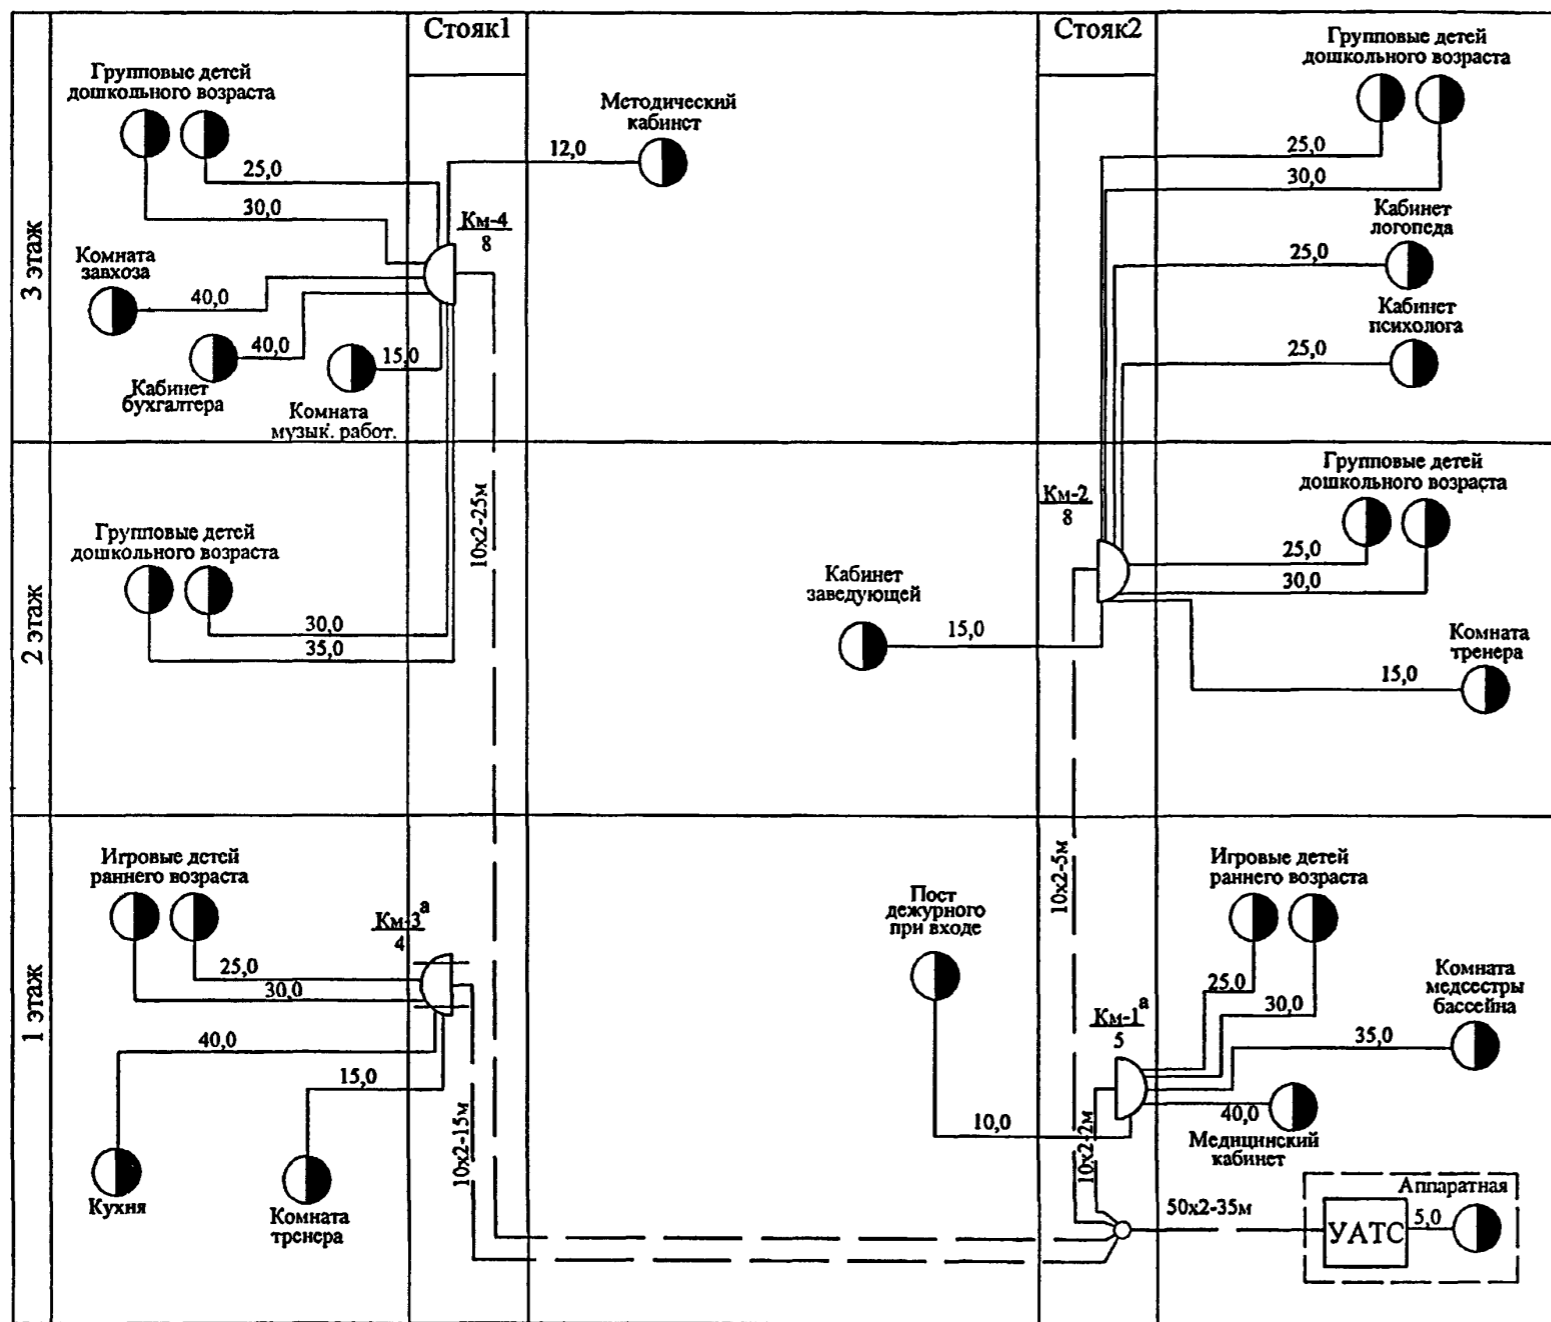 Стояк1
Стояк2
3 этаж
Групповые детей
дошкольного возраста
25,0
30,0
Методический
кабинет
12,0
Км-4
8
Комната
завхоза
40,0
40,0
Кабинет
бухгалтера
15,0
Комната
музык. работ.
Групповые детей
дошкольного возраста
25,0
30,0
Кабинет
логопеда
25,0
Кабинет
психолога
25,0
2 этаж
10х2-25м
Групповые детей
дошкольного возраста
30,0
35,0
Км-2
8
Кабинет
заведующей
15,0
Групповые детей
дошкольного возраста
25,0
30,0
Комната
тренера
15,0
1 этаж
Игровые детей
раннего возраста
25,0
30,0
Км-3а
4
40,0
15,0
Кухня
Комната
тренера
10х2-15м
10х2-5м
Пост
дежурного
при входе
10,0
Км-1а
5
10х2-2м
Игровые детей
раннего возраста
25,0
30,0
Комната
медсестры
бассейна
35,0
40,0
Медицинский
кабинет
50х2-35м
Аппаратная
УАТС
5,0